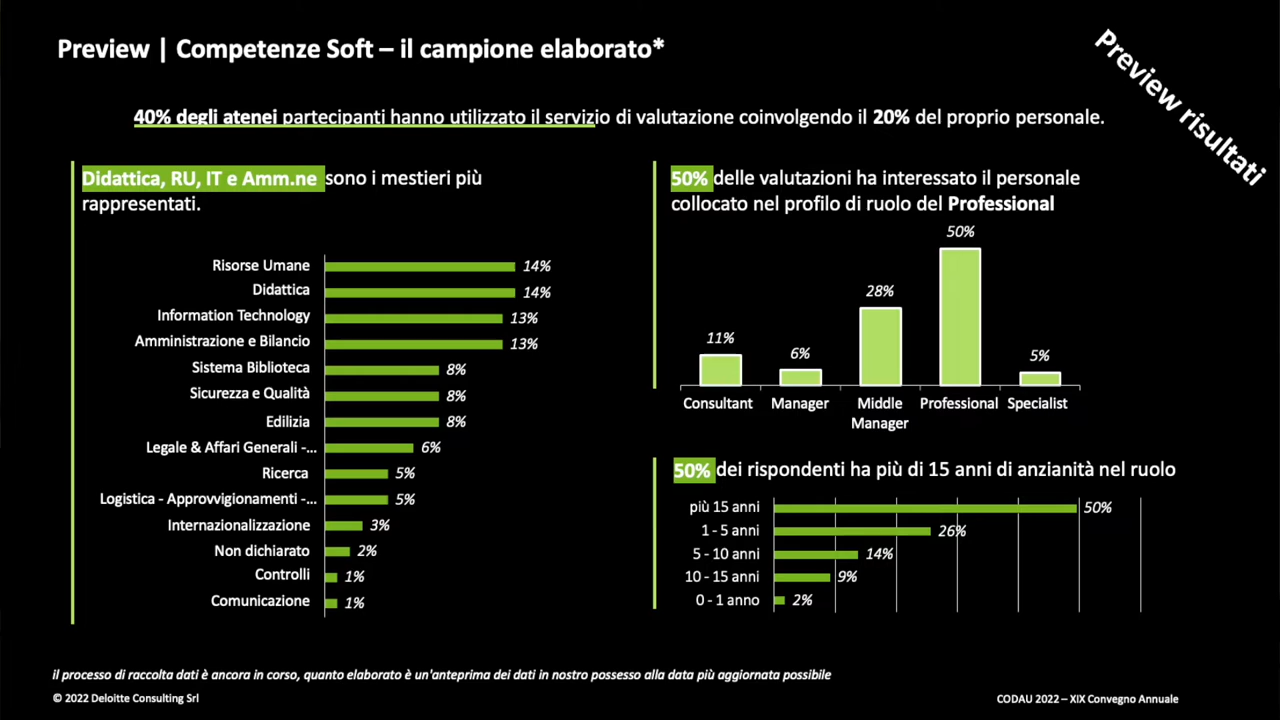 Preview | Competenze Soft – il campione elaborato*
Preview risultati
40% degli atenei partecipanti hanno utilizzato il servizio di valutazione coinvolgendo il 20% del proprio personale.
Didattica, RU, IT e Amm.ne sono i mestieri più
rappresentati.
Risorse Umane 14%
Didattica 14%
Information Technology 13%
Amministrazione e Bilancio 13%
Sistema Biblioteca 8%
Sicurezza e Qualità 8%
Edilizia 8%
Legale & Affari Generali -... 6%
Ricerca 5%
Logistica - Approvvigionamenti -... 5%
Internazionalizzazione 3%
Non dichiarato 2%
Controlli 1%
Comunicazione 1%
50% delle valutazioni ha interessato il personale
collocato nel profilo di ruolo del Professional
50%
28%
11%
6%
5%
Consultant Manager Middle Professional Specialist
Manager
50% dei rispondenti ha più di 15 anni di anzianità nel ruolo
più 15 anni 50%
1 - 5 anni 26%
5 - 10 anni 14%
10 - 15 anni 9%
0 - 1 anno 2%
il processo di raccolta dati è ancora in corso, quanto elaborato è un'anteprima dei dati in nostro possesso alla data più aggiornata possibile
© 2022 Deloitte Consulting Srl
CODAU 2022 – XIX Convegno Annuale